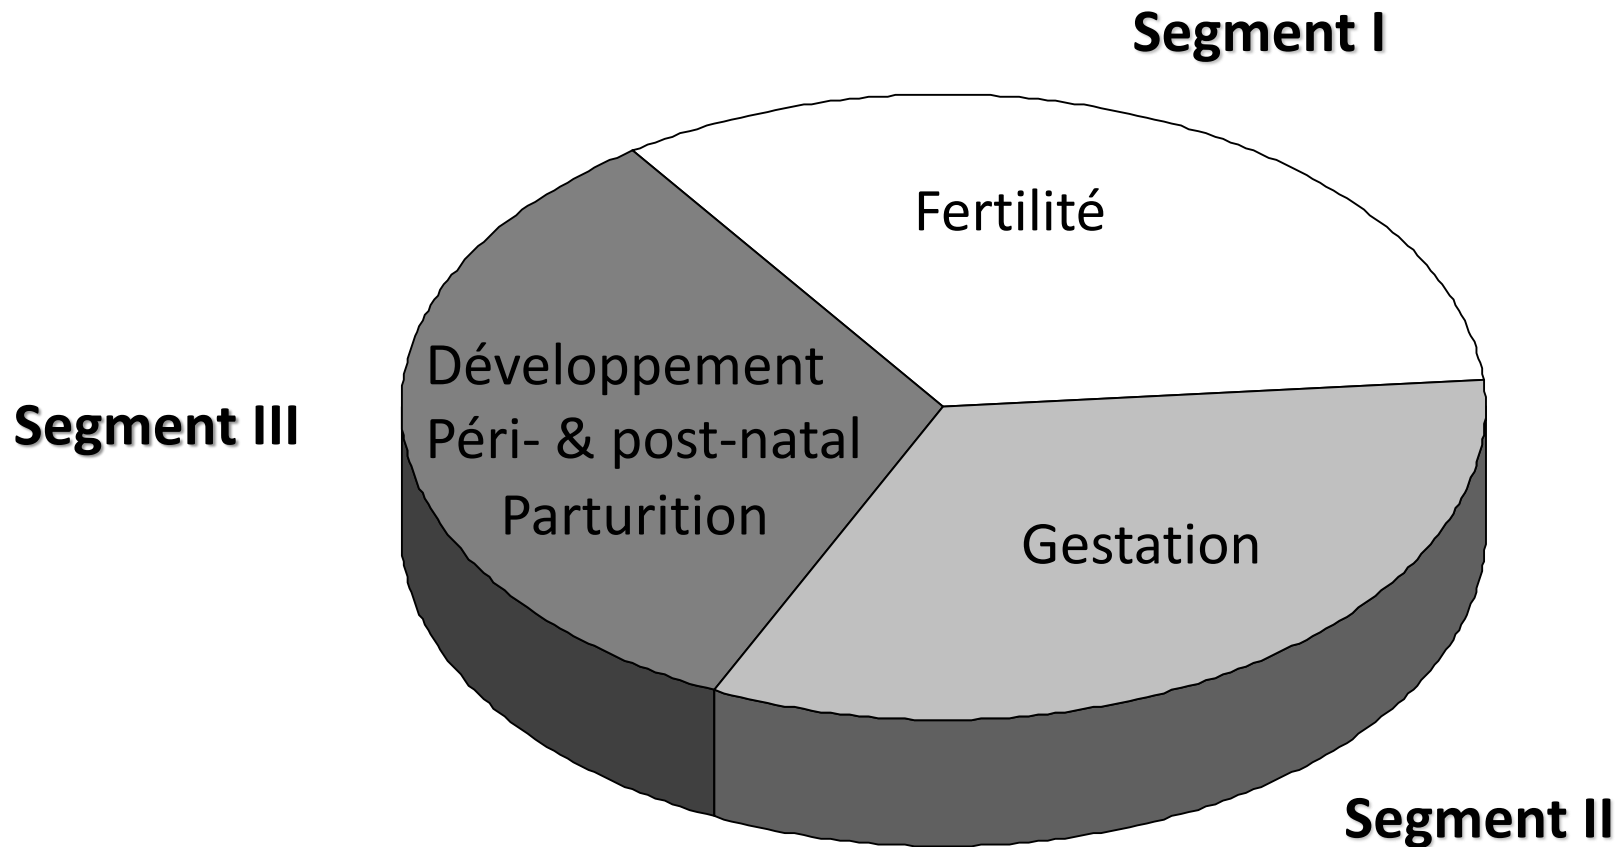 Segment I
Fertilité
Développement
Péri- & post-natal
Parturition
Segment III
Gestation
Segment II